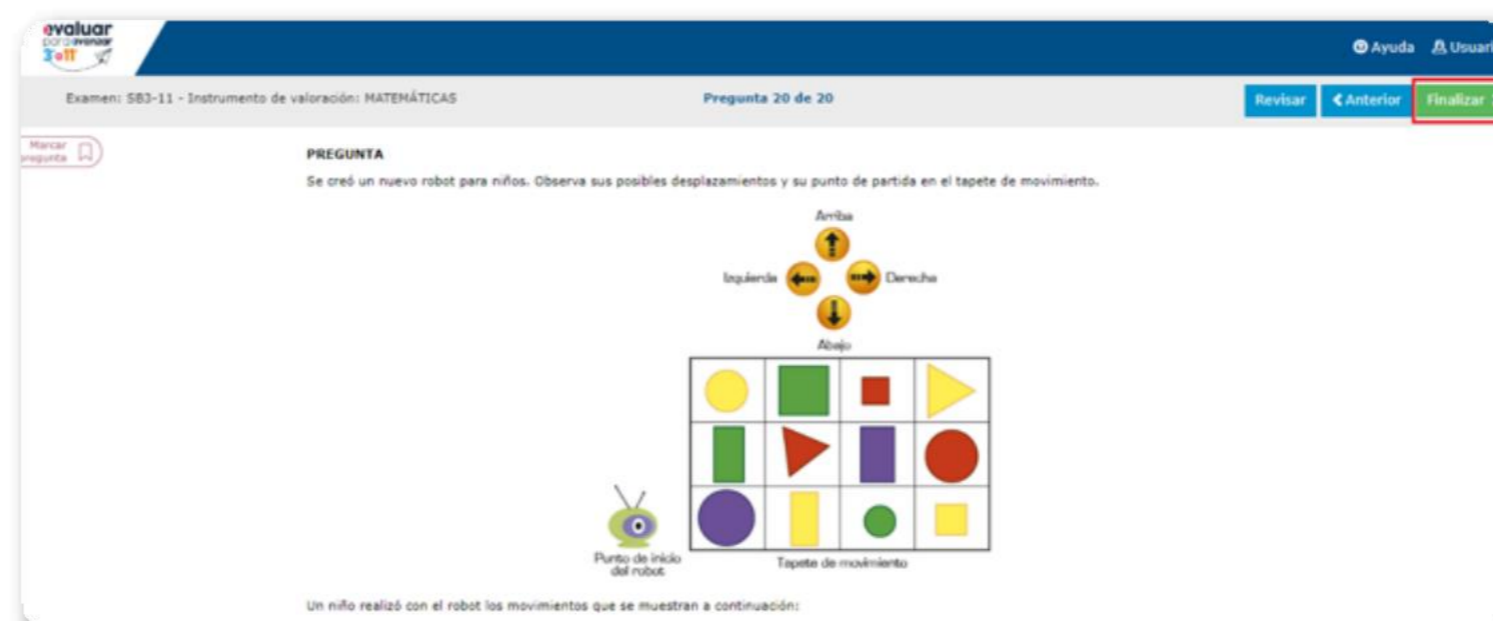 evaluar
para avanzar
3°a11°
Ayuda
Usuari
Examen: SB3-11 - Instrumento de valoración: MATEMÁTICAS
Pregunta 20 de 20
Revisar
Anterior
Finalizar
Marcar
pregunta
PREGUNTA
Se creó un nuevo robot para niños. Observa sus posibles desplazamientos y su punto de partida en el tapete de movimiento.
Arriba
Izquierda
Derecha
Abajo
Punto de inicio
del robot
Tapete de movimiento
Un niño realizó con el robot los movimientos que se muestran a continuación: